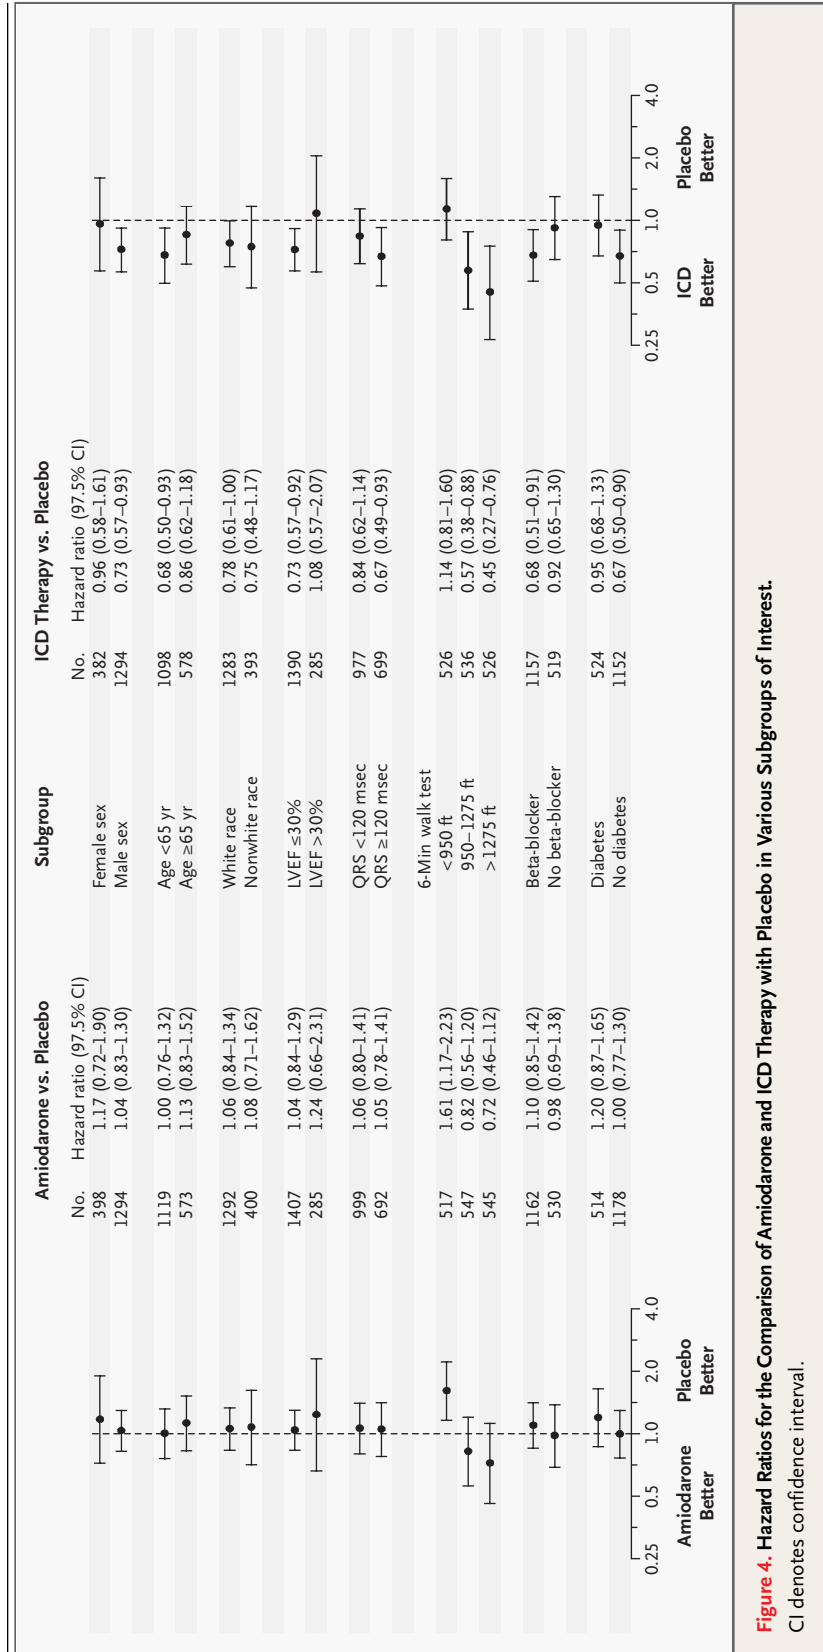 Amiodarone vs. Placebo Subgroup ICD Therapy vs. Placebo
No. Hazard ratio (97.5% CI) No. Hazard ratio (97.5% CI)
398 1.17 (0.72–1.90) Female sex 382 0.96 (0.58–1.61)
1294 1.04 (0.83–1.30) Male sex 1294 0.73 (0.57–0.93)
1119 1.00 (0.76–1.32) Age <65 yr 1098 0.68 (0.50–0.93)
573 1.13 (0.83–1.52) Age ≥65 yr 578 0.86 (0.62–1.18)
1292 1.06 (0.84–1.34) White race 1283 0.78 (0.61–1.00)
400 1.08 (0.71–1.62) Nonwhite race 393 0.75 (0.48–1.17)
1407 1.04 (0.84–1.29) LVEF ≤30% 1390 0.73 (0.57–0.92)
285 1.24 (0.66–2.31) LVEF >30% 285 1.08 (0.57–2.07)
999 1.06 (0.80–1.41) QRS <120 msec 977 0.84 (0.62–1.14)
692 1.05 (0.78–1.41) QRS ≥120 msec 699 0.67 (0.49–0.93)
6-Min walk test
517 1.61 (1.17–2.23) <950 ft 526 1.14 (0.81–1.60)
547 0.82 (0.56–1.20) 950–1275 ft 536 0.57 (0.38–0.88)
545 0.72 (0.46–1.12) >1275 ft 526 0.45 (0.27–0.76)
1162 1.10 (0.85–1.42) Beta-blocker 1157 0.68 (0.51–0.91)
530 0.98 (0.69–1.38) No beta-blocker 519 0.92 (0.65–1.30)
514 1.20 (0.87–1.65) Diabetes 524 0.95 (0.68–1.33)
1178 1.00 (0.77–1.30) No diabetes 1152 0.67 (0.50–0.90)
0.25 0.5 1.0 2.0 4.0 0.25 0.5 1.0 2.0 4.0
Amiodarone Placebo ICD Placebo
Better Better Better Better
Figure 4. Hazard Ratios for the Comparison of Amiodarone and ICD Therapy with Placebo in Various Subgroups of Interest.
CI denotes confidence interval.